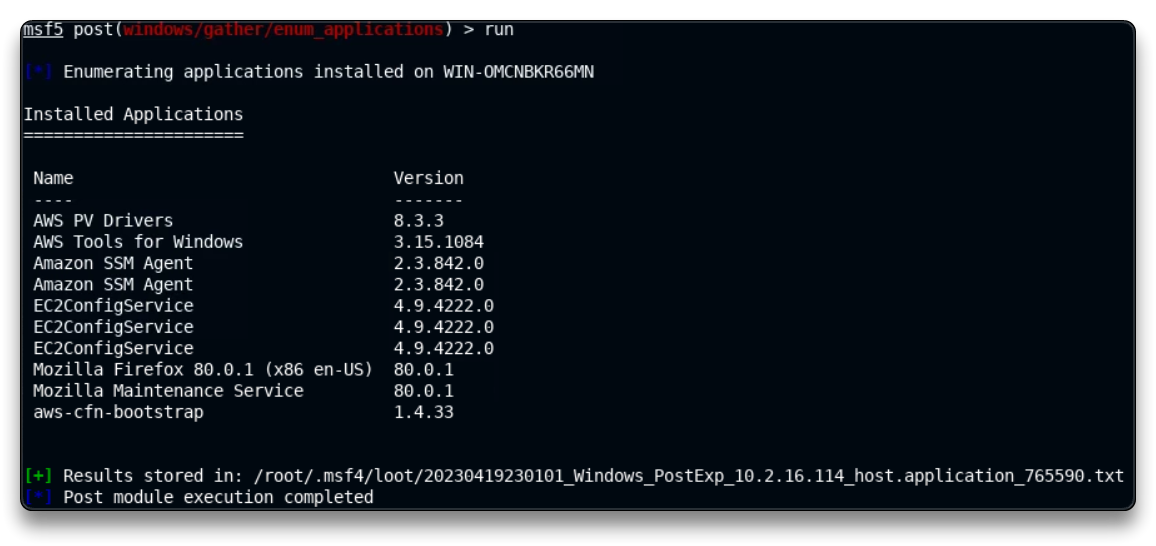 msf5 post(windows/gather/enum_applications) > run
[*] Enumerating applications installed on WIN-OMCNBKR66MN
Installed Applications
======================
Name Version
---- -------
AWS PV Drivers 8.3.3
AWS Tools for Windows 3.15.1084
Amazon SSM Agent 2.3.842.0
Amazon SSM Agent 2.3.842.0
EC2ConfigService 4.9.4222.0
EC2ConfigService 4.9.4222.0
EC2ConfigService 4.9.4222.0
Mozilla Firefox 80.0.1 (x86 en-US) 80.0.1
Mozilla Maintenance Service 80.0.1
aws-cfn-bootstrap 1.4.33
[+] Results stored in: /root/.msf4/loot/20230419230101_Windows_PostExp_10.2.16.114_host.application_765590.txt
[*] Post module execution completed